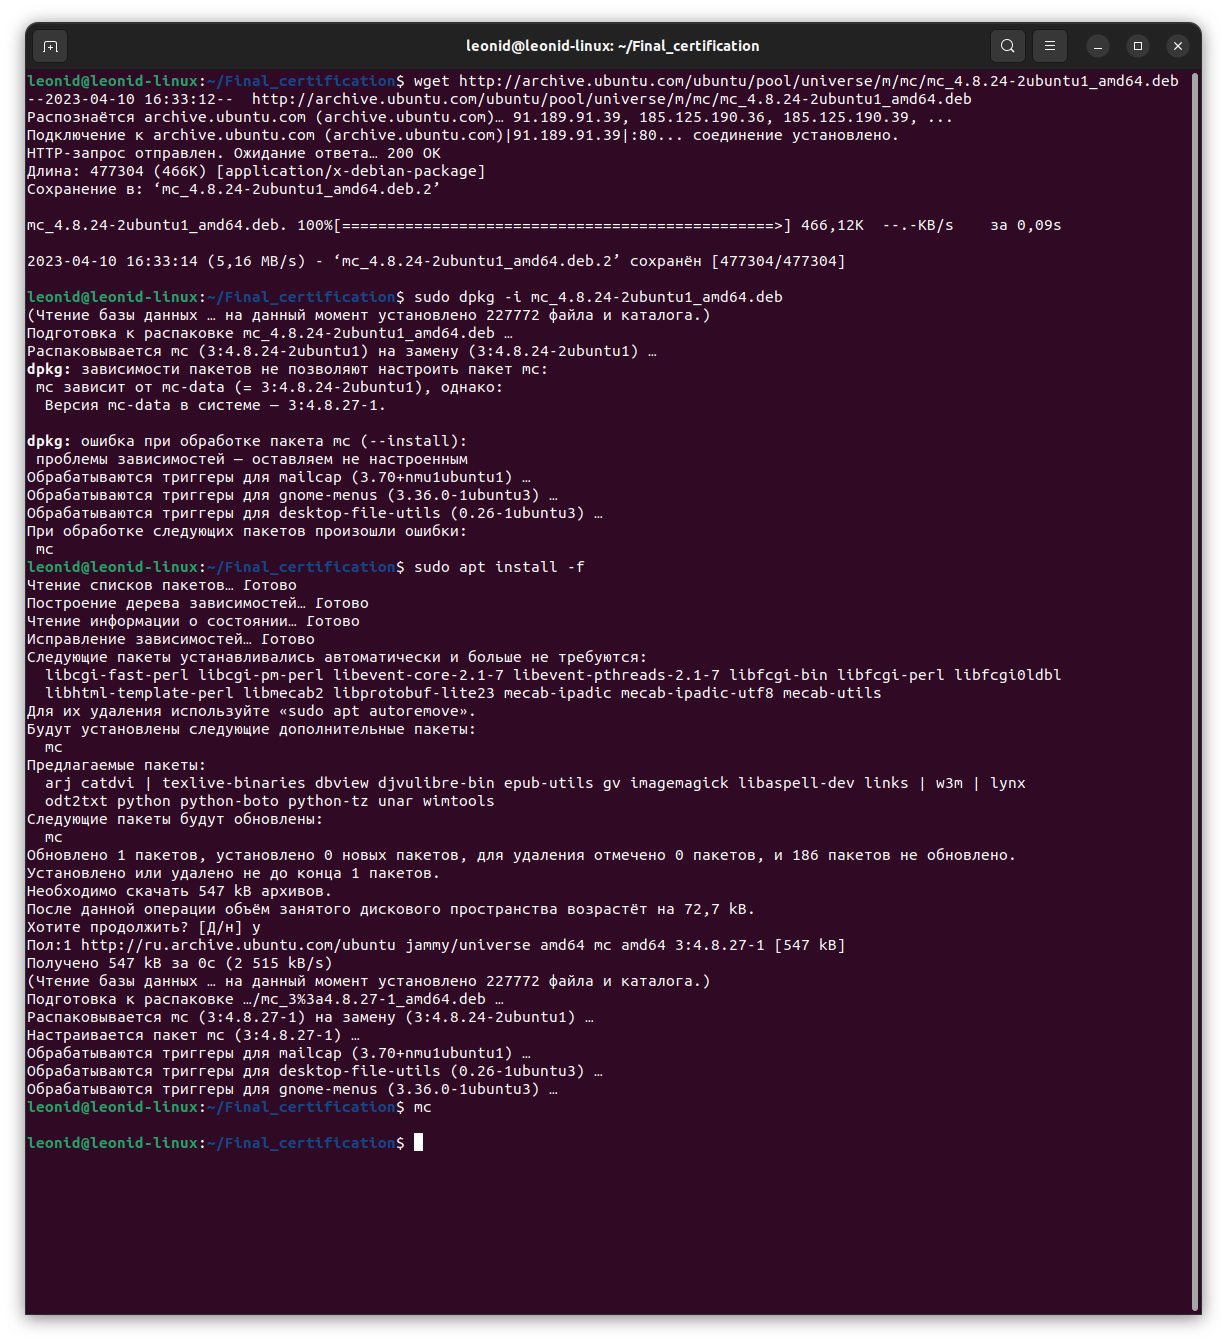 leonid@leonid-linux: ~/Final_certification
leonid@leonid-linux:~/Final_certification$ wget http://archive.ubuntu.com/ubuntu/pool/universe/m/mc/mc_4.8.24-2ubuntu1_amd64.deb
--2023-04-10 16:33:12--  http://archive.ubuntu.com/ubuntu/pool/universe/m/mc/mc_4.8.24-2ubuntu1_amd64.deb
Распознаётся archive.ubuntu.com (archive.ubuntu.com)… 91.189.91.39, 185.125.190.36, 185.125.190.39, ...
Подключение к archive.ubuntu.com (archive.ubuntu.com)|91.189.91.39|:80... соединение установлено.
HTTP-запрос отправлен. Ожидание ответа… 200 OK
Длина: 477304 (466K) [application/x-debian-package]
Сохранение в: ‘mc_4.8.24-2ubuntu1_amd64.deb.2’
mc_4.8.24-2ubuntu1_amd64.deb. 100%[================================================>] 466,12K  --.-KB/s    за 0,09s
2023-04-10 16:33:14 (5,16 MB/s) - ‘mc_4.8.24-2ubuntu1_amd64.deb.2’ сохранён [477304/477304]
leonid@leonid-linux:~/Final_certification$ sudo dpkg -i mc_4.8.24-2ubuntu1_amd64.deb
(Чтение базы данных … на данный момент установлено 227772 файла и каталога.)
Подготовка к распаковке mc_4.8.24-2ubuntu1_amd64.deb …
Распаковывается mc (3:4.8.24-2ubuntu1) на замену (3:4.8.24-2ubuntu1) …
dpkg: зависимости пакетов не позволяют настроить пакет mc:
 mc зависит от mc-data (= 3:4.8.24-2ubuntu1), однако:
  Версия mc-data в системе — 3:4.8.27-1.
dpkg: ошибка при обработке пакета mc (--install):
 проблемы зависимостей — оставляем не настроенным
Обрабатываются триггеры для mailcap (3.70+nmu1ubuntu1) …
Обрабатываются триггеры для gnome-menus (3.36.0-1ubuntu3) …
Обрабатываются триггеры для desktop-file-utils (0.26-1ubuntu3) …
При обработке следующих пакетов произошли ошибки:
 mc
leonid@leonid-linux:~/Final_certification$ sudo apt install -f
Чтение списков пакетов… Готово
Построение дерева зависимостей… Готово
Чтение информации о состоянии… Готово
Исправление зависимостей… Готово
Следующие пакеты устанавливались автоматически и больше не требуются:
  libcgi-fast-perl libcgi-pm-perl libevent-core-2.1-7 libevent-pthreads-2.1-7 libfcgi-bin libfcgi-perl libfcgi0ldbl
  libhtml-template-perl libmecab2 libprotobuf-lite23 mecab-ipadic mecab-ipadic-utf8 mecab-utils
Для их удаления используйте «sudo apt autoremove».
Будут установлены следующие дополнительные пакеты:
  mc
Предлагаемые пакеты:
  arj catdvi | texlive-binaries dbview djvulibre-bin epub-utils gv imagemagick libaspell-dev links | w3m | lynx
  odt2txt python python-boto python-tz unar wimtools
Следующие пакеты будут обновлены:
  mc
Обновлено 1 пакетов, установлено 0 новых пакетов, для удаления отмечено 0 пакетов, и 186 пакетов не обновлено.
Установлено или удалено не до конца 1 пакетов.
Необходимо скачать 547 kB архивов.
После данной операции объём занятого дискового пространства возрастёт на 72,7 kB.
Хотите продолжить? [Д/н] y
Пол:1 http://ru.archive.ubuntu.com/ubuntu jammy/universe amd64 mc amd64 3:4.8.27-1 [547 kB]
Получено 547 kB за 0с (2 515 kB/s)
(Чтение базы данных … на данный момент установлено 227772 файла и каталога.)
Подготовка к распаковке …/mc_3%3a4.8.27-1_amd64.deb …
Распаковывается mc (3:4.8.27-1) на замену (3:4.8.24-2ubuntu1) …
Настраивается пакет mc (3:4.8.27-1) …
Обрабатываются триггеры для mailcap (3.70+nmu1ubuntu1) …
Обрабатываются триггеры для desktop-file-utils (0.26-1ubuntu3) …
Обрабатываются триггеры для gnome-menus (3.36.0-1ubuntu3) …
leonid@leonid-linux:~/Final_certification$ mc
leonid@leonid-linux:~/Final_certification$